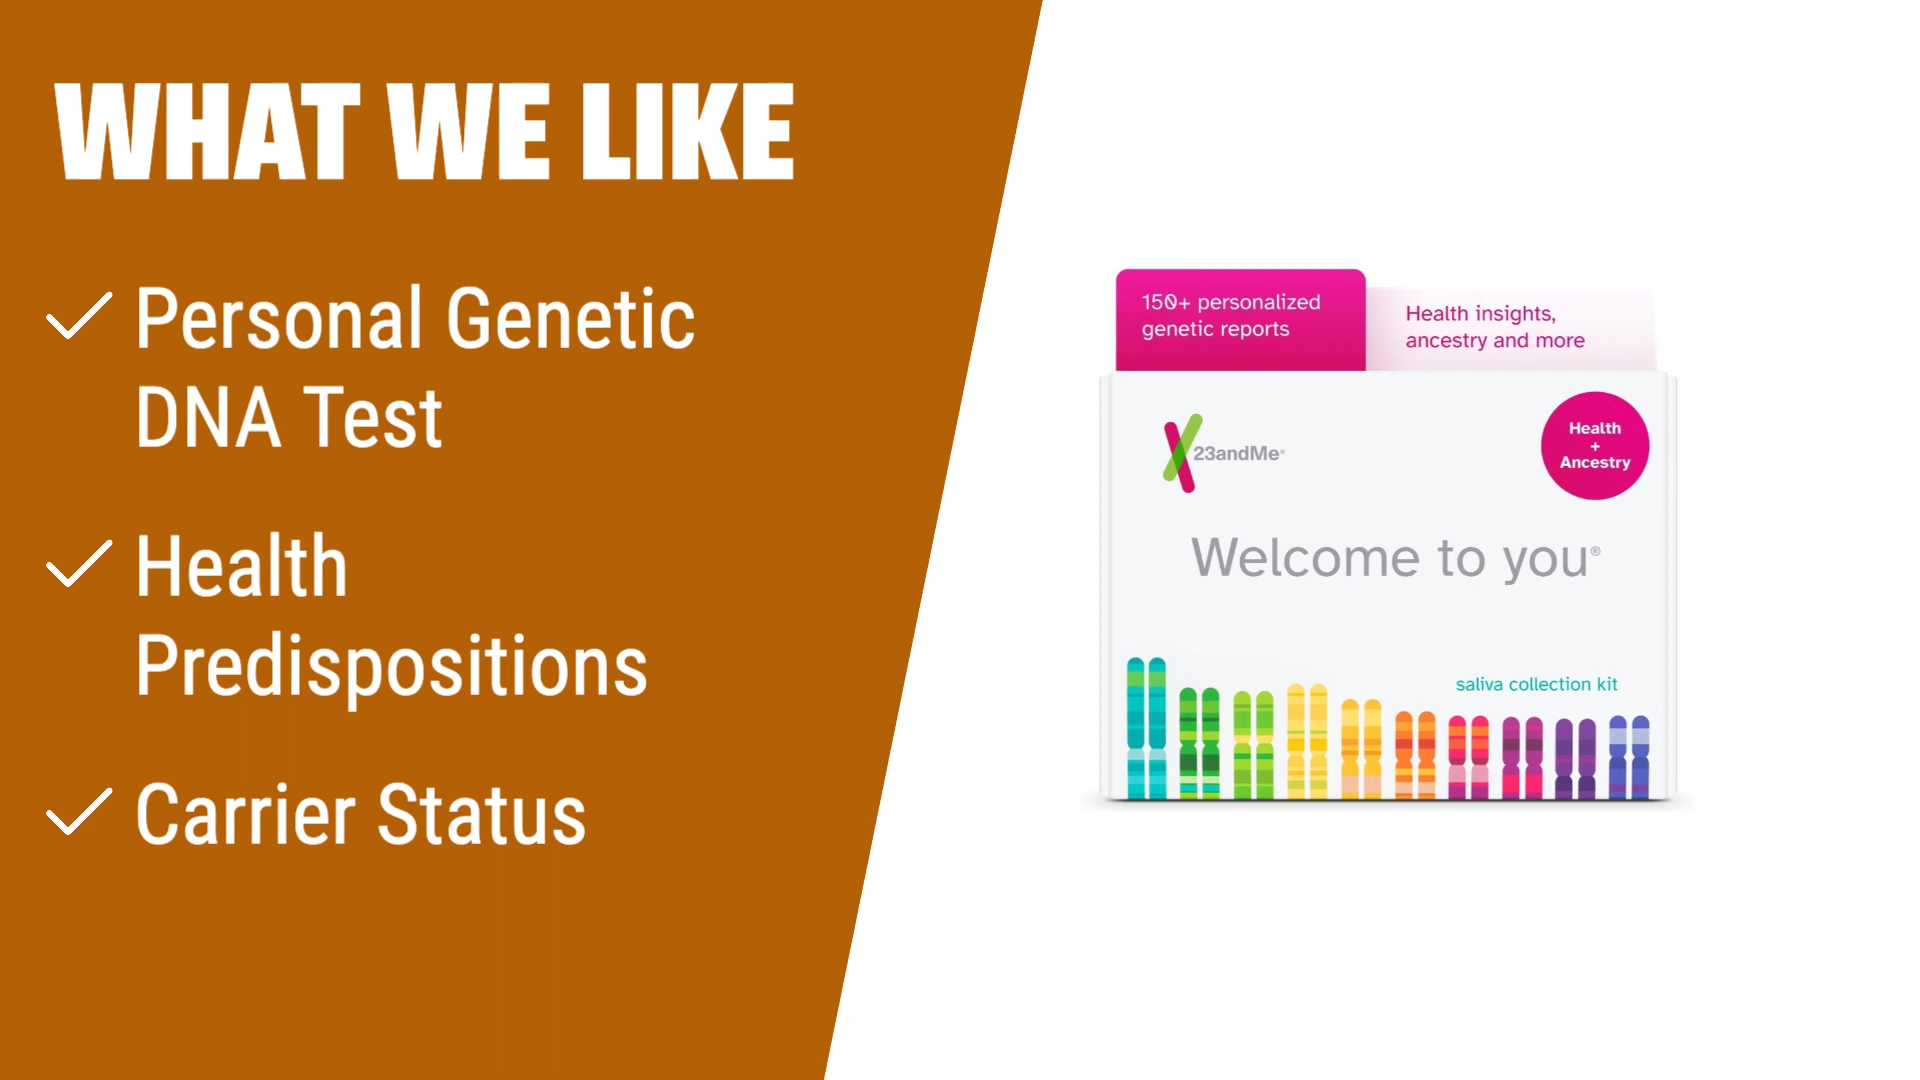 WHAT WE LIKE
Personal Genetic
DNA Test
Health
Predispositions
Carrier Status
150+ personalized
genetic reports
Health insights,
ancestry and more
23andMe®
Health
+
Ancestry
Welcome to you®
saliva collection kit